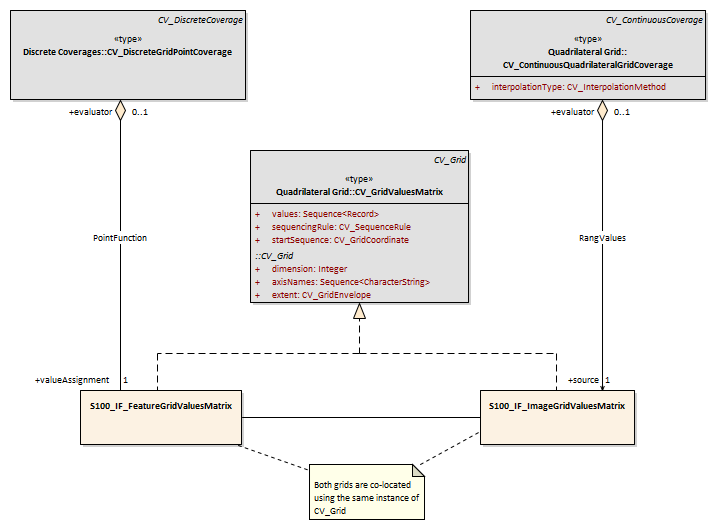 CV_DiscreteCoverage
«type»
Discrete Coverages::CV_DiscreteGridPointCoverage
CV_ContinuousCoverage
«type»
Quadrilateral Grid::
CV_ContinuousQuadrilateralGridCoverage
+ interpolationType: CV_InterpolationMethod
+evaluator 0..1
+evaluator 0..1
CV_Grid
«type»
Quadrilateral Grid::CV_GridValuesMatrix
+ values: Sequence<Record>
+ sequencingRule: CV_SequenceRule
+ startSequence: CV_GridCoordinate
::CV_Grid
+ dimension: Integer
+ axisNames: Sequence<CharacterString>
+ extent: CV_GridEnvelope
PointFunction
RangValues
+valueAssignment 1
+source 1
S100_IF_FeatureGridValuesMatrix
S100_IF_ImageGridValuesMatrix
Both grids are co-located
using the same instance of
CV_Grid